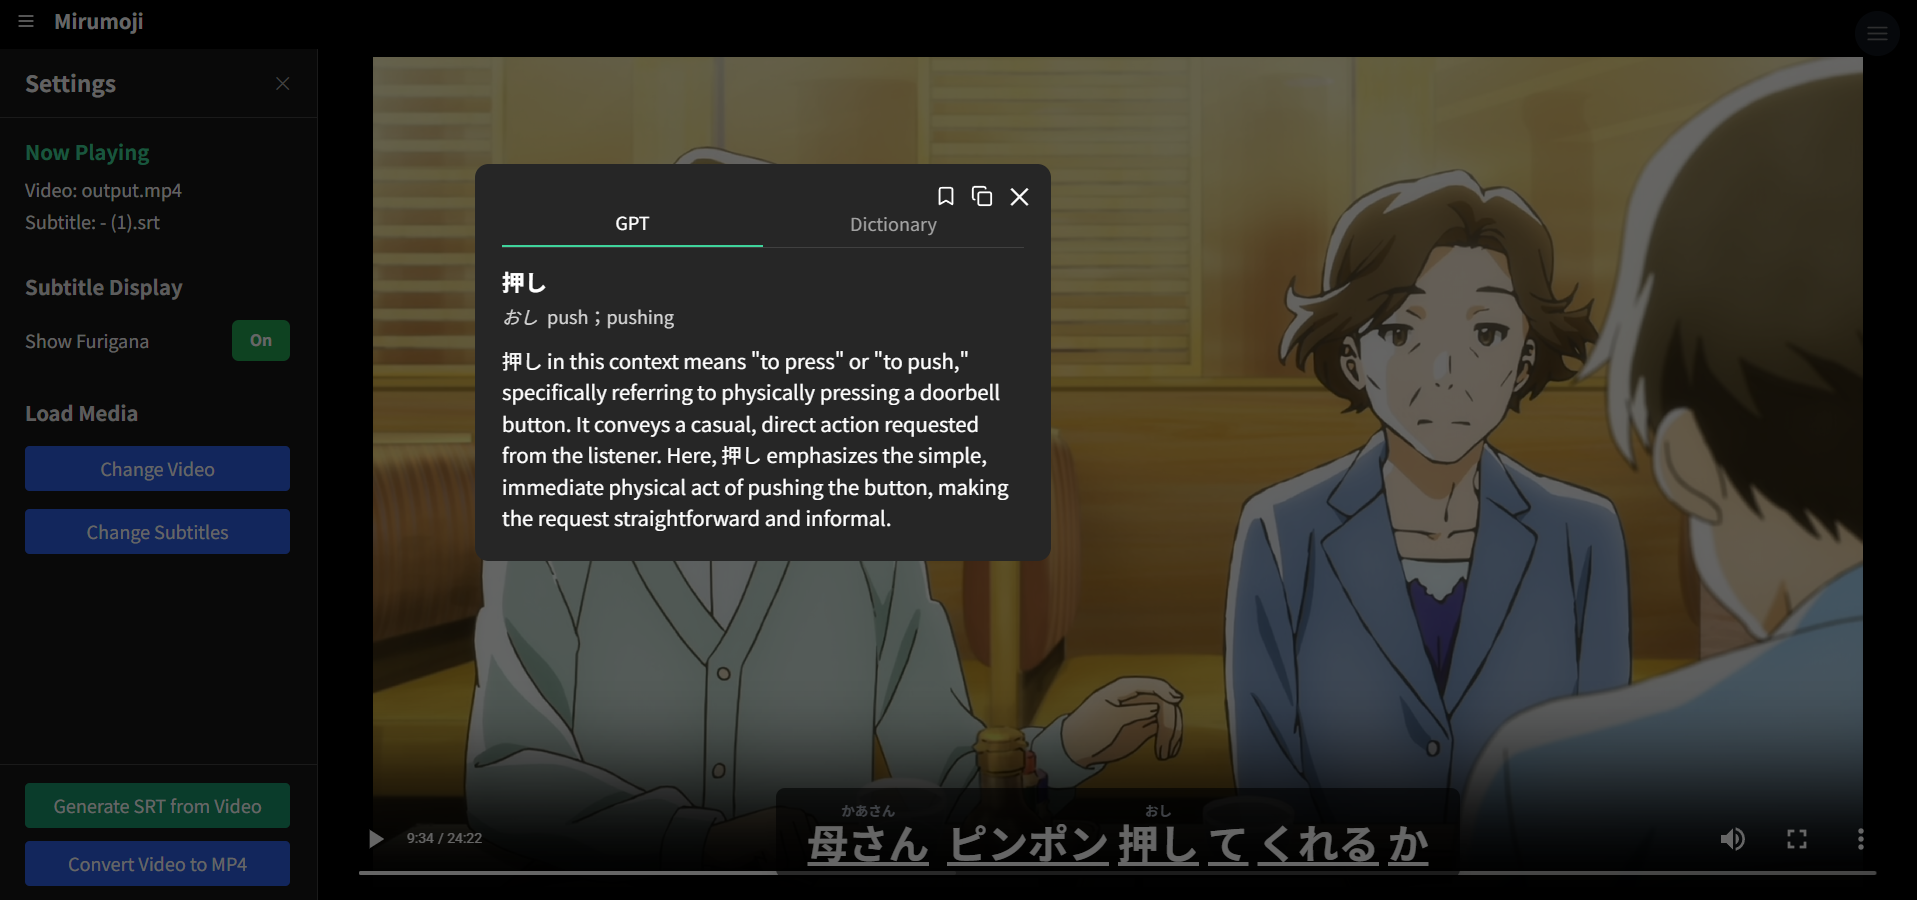 Mirumoji
Settings
Now Playing
Video: output.mp4
Subtitle: - (1).srt
Subtitle Display
Show Furigana
On
Load Media
Change Video
Change Subtitles
Generate SRT from Video
Convert Video to MP4
GPT
Dictionary
押し
おし push ; pushing
押し in this context means "to press" or "to push,"
specifically referring to physically pressing a doorbell
button. It conveys a casual, direct action requested
from the listener. Here, 押し emphasizes the simple,
immediate physical act of pushing the button, making
the request straightforward and informal.
かあさん おし
母さん ピンポン 押し て くれる か
9:34 / 24:22